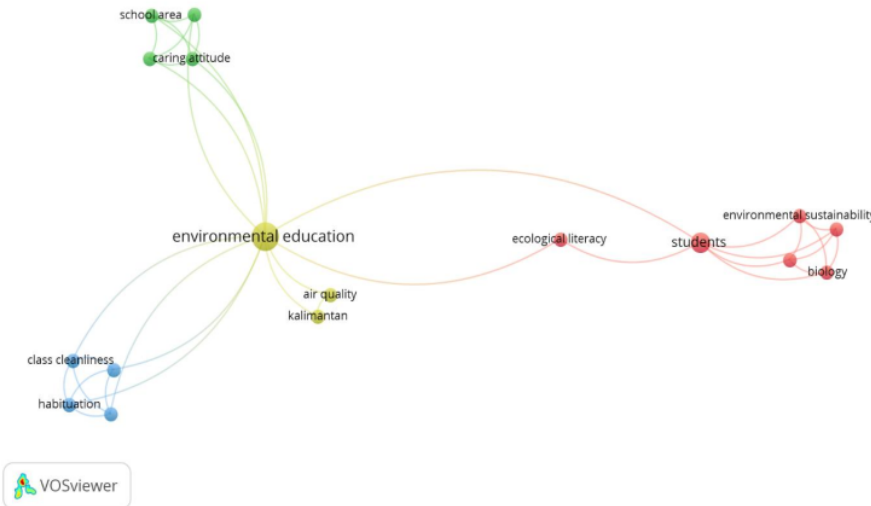 school area
caring attitude
environmental education
ecological literacy
students
environmental sustainability
biology
air quality
kalimantan
class cleanliness
habituation
VOSviewer